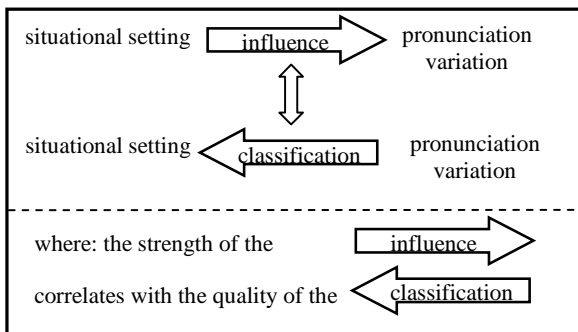 situational setting influence pronunciation
variation
situational setting classification pronunciation
variation
where: the strength of the influence
correlates with the quality of the classification